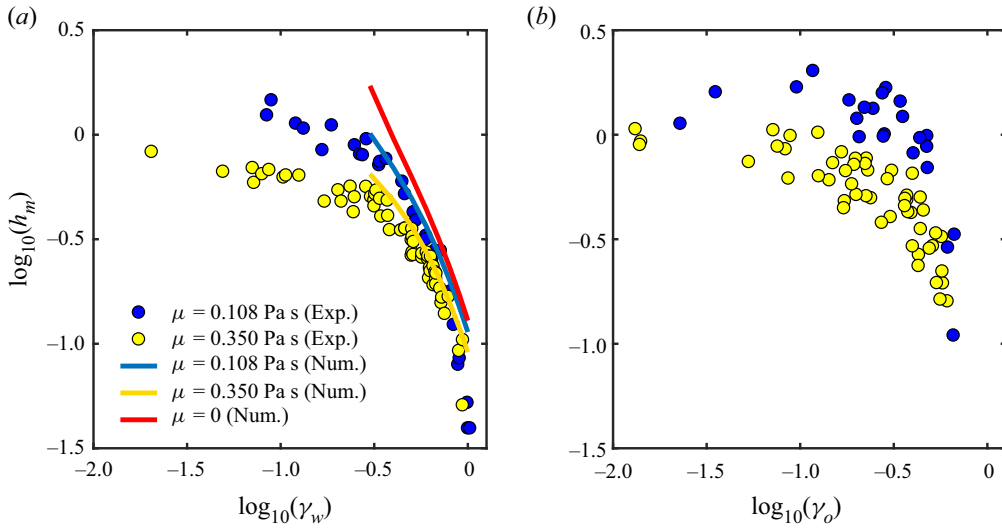 (a)
(b)
0.5
0
–0.5
–1.0
–1.5
log10(hm)
μ = 0.108 Pa s (Exp.)
μ = 0.350 Pa s (Exp.)
μ = 0.108 Pa s (Num.)
μ = 0.350 Pa s (Num.)
μ = 0 (Num.)
–2.0 –1.5 –1.0 –0.5 0
log10(γw)
0.5
0
–0.5
–1.0
–1.5
–2.0 –1.5 –1.0 –0.5 0
log10(γo)